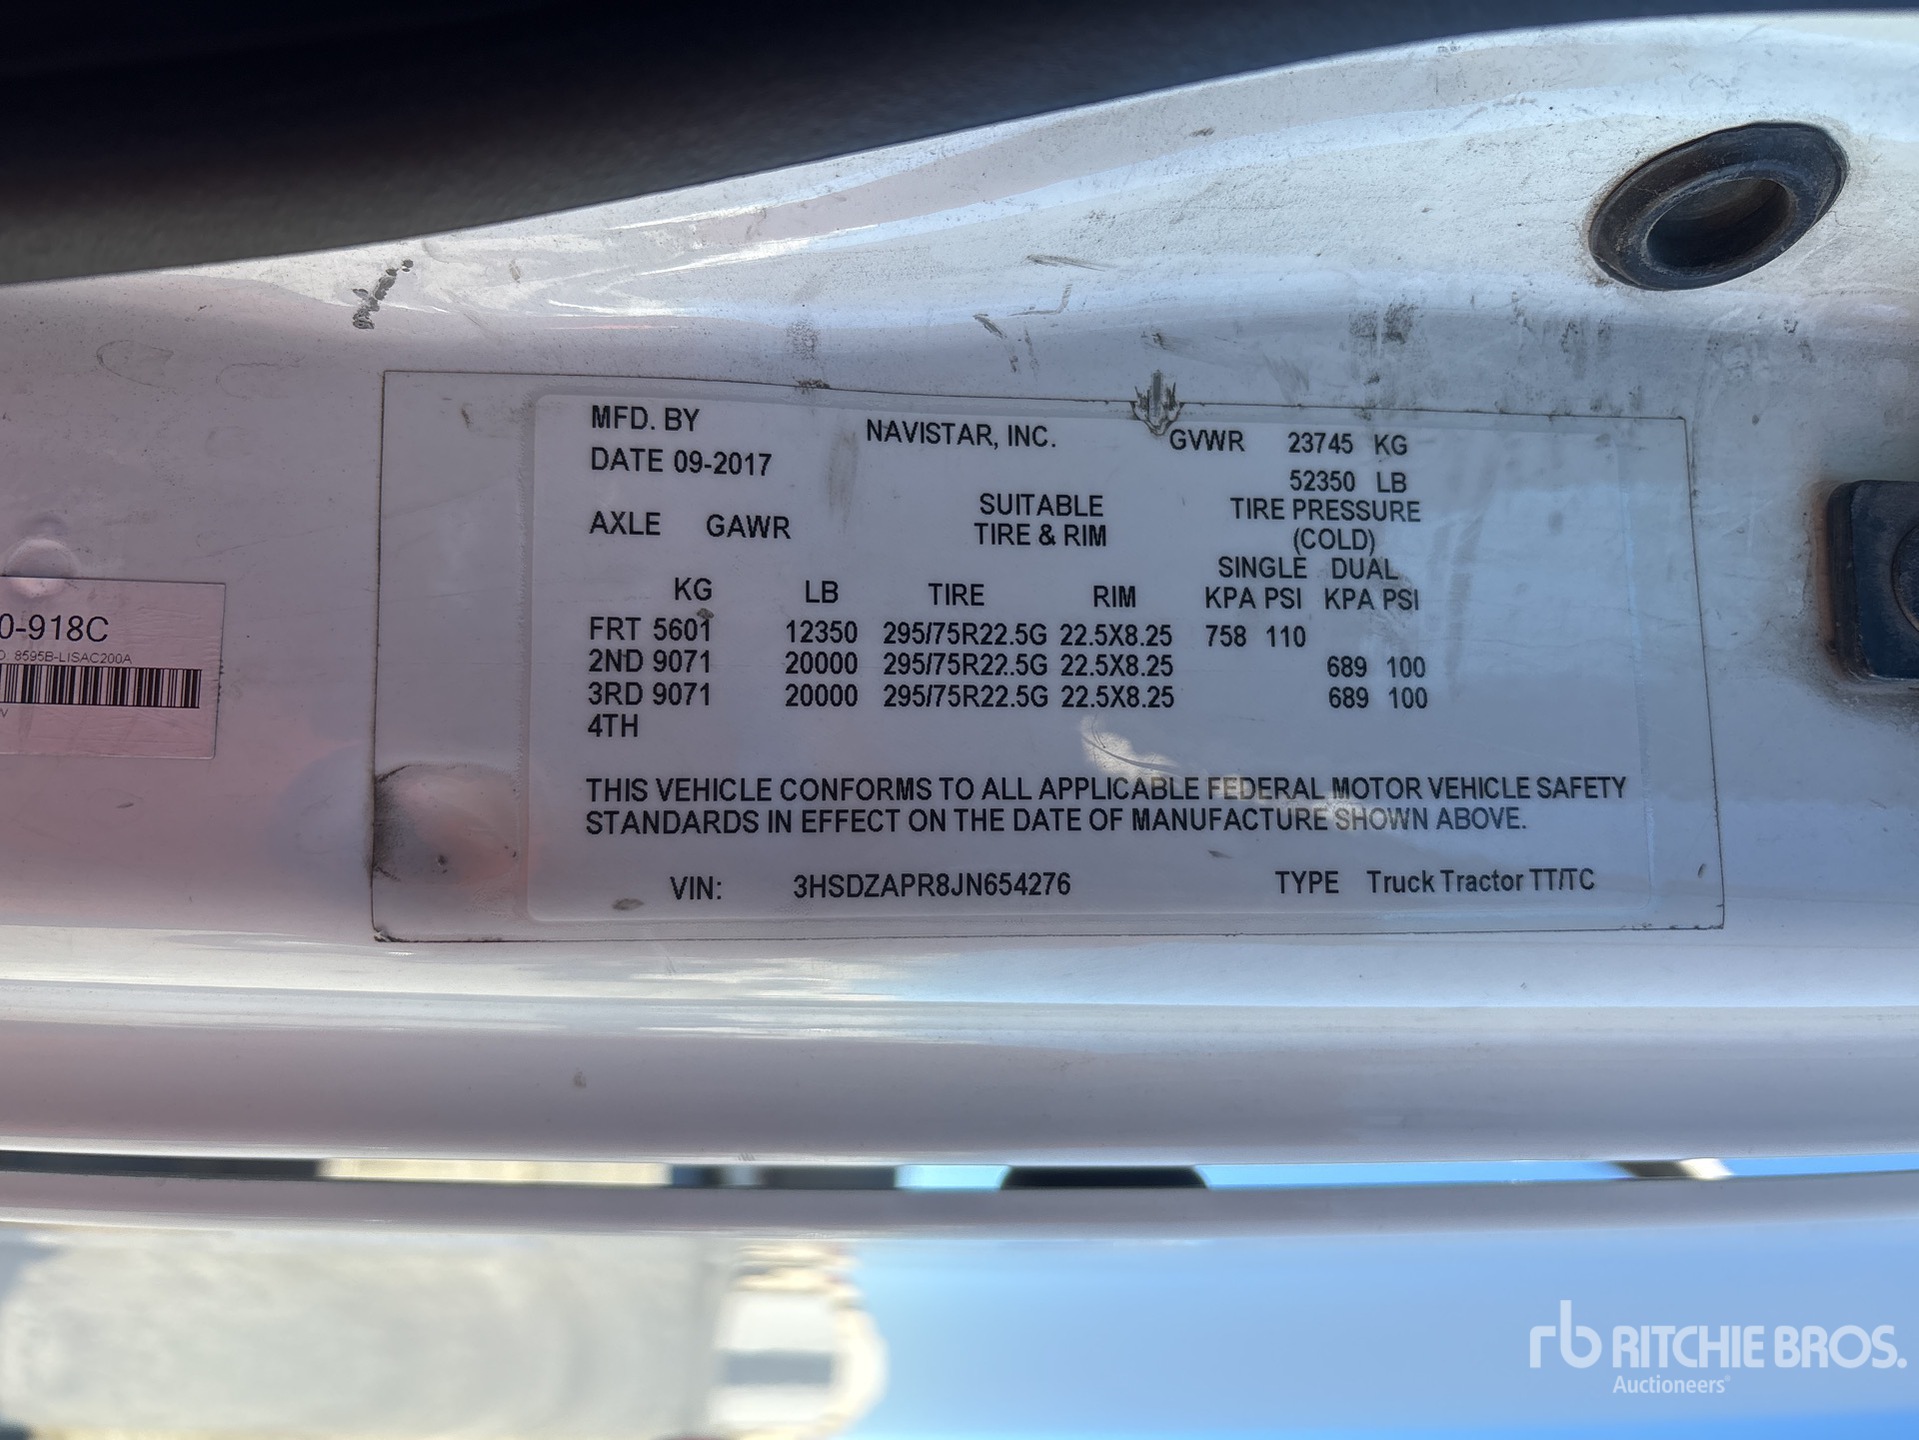 MFD. BY NAVISTAR, INC. GVWR 23745 KG
DATE 09-2017 52350 LB
AXLE GAWR SUITABLE TIRE PRESSURE
TIRE & RIM (COLD)
SINGLE DUAL
KG LB TIRE RIM KPA PSI KPA PSI
FRT 5601 12350 295/75R22.5G 22.5X8.25 758 110
2ND 9071 20000 295/75R22.5G 22.5X8.25 689 100
3RD 9071 20000 295/75R22.5G 22.5X8.25 689 100
4TH
THIS VEHICLE CONFORMS TO ALL APPLICABLE FEDERAL MOTOR VEHICLE SAFETY
STANDARDS IN EFFECT ON THE DATE OF MANUFACTURE SHOWN ABOVE.
VIN: 3HSDZAPR8JN654276 TYPE Truck Tractor TT/TC
0-918C
8595B-LISAC200A
rb RITCHIE BROS.
Auctioneers